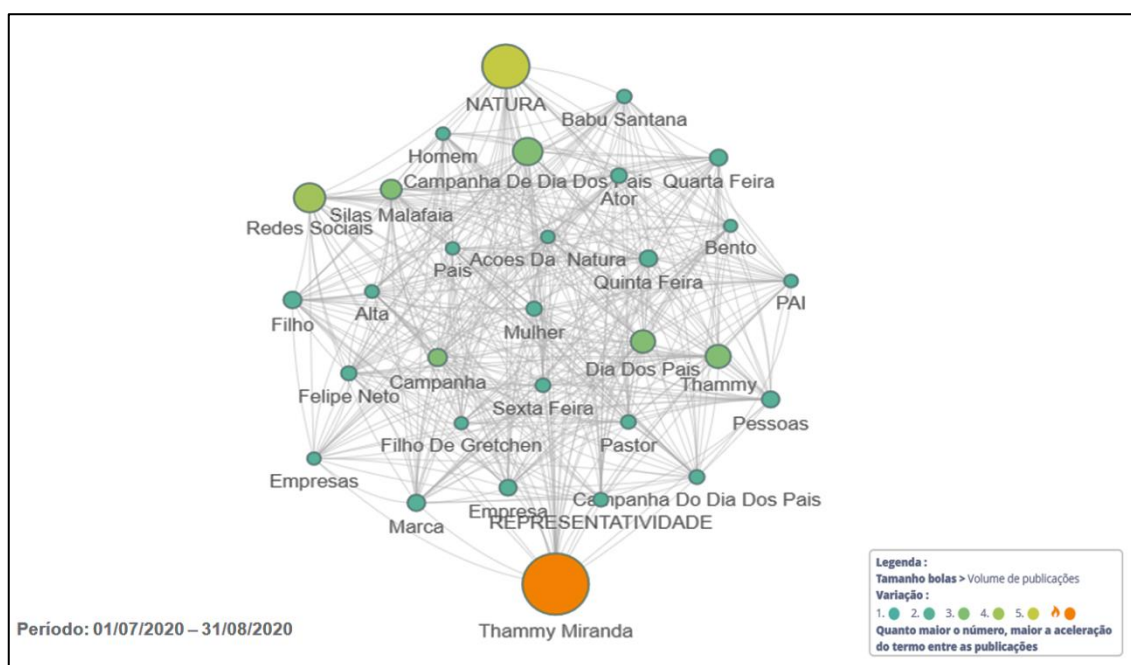 NATURA
Babu Santana
Homem
Campanha De Dia Dos Pais
Quarta Feira
Ator
Silas Malafaia
Redes Sociais
Bento
Pais
Acoes Da Natura
Quinta Feira
PAI
Filho
Alta
Mulher
Dia Dos Pais
Thammy
Campanha
Felipe Neto
Sexta Feira
Pessoas
Filho De Gretchen
Pastor
Empresas
Campanha Do Dia Dos Pais
Empresa
Marca
REPRESENTATIVIDADE
Thammy Miranda
Período: 01/07/2020 – 31/08/2020
Legenda :
Tamanho bolas > Volume de publicações
Variação :
1. 2. 3. 4. 5.
Quanto maior o número, maior a aceleração
do termo entre as publicações